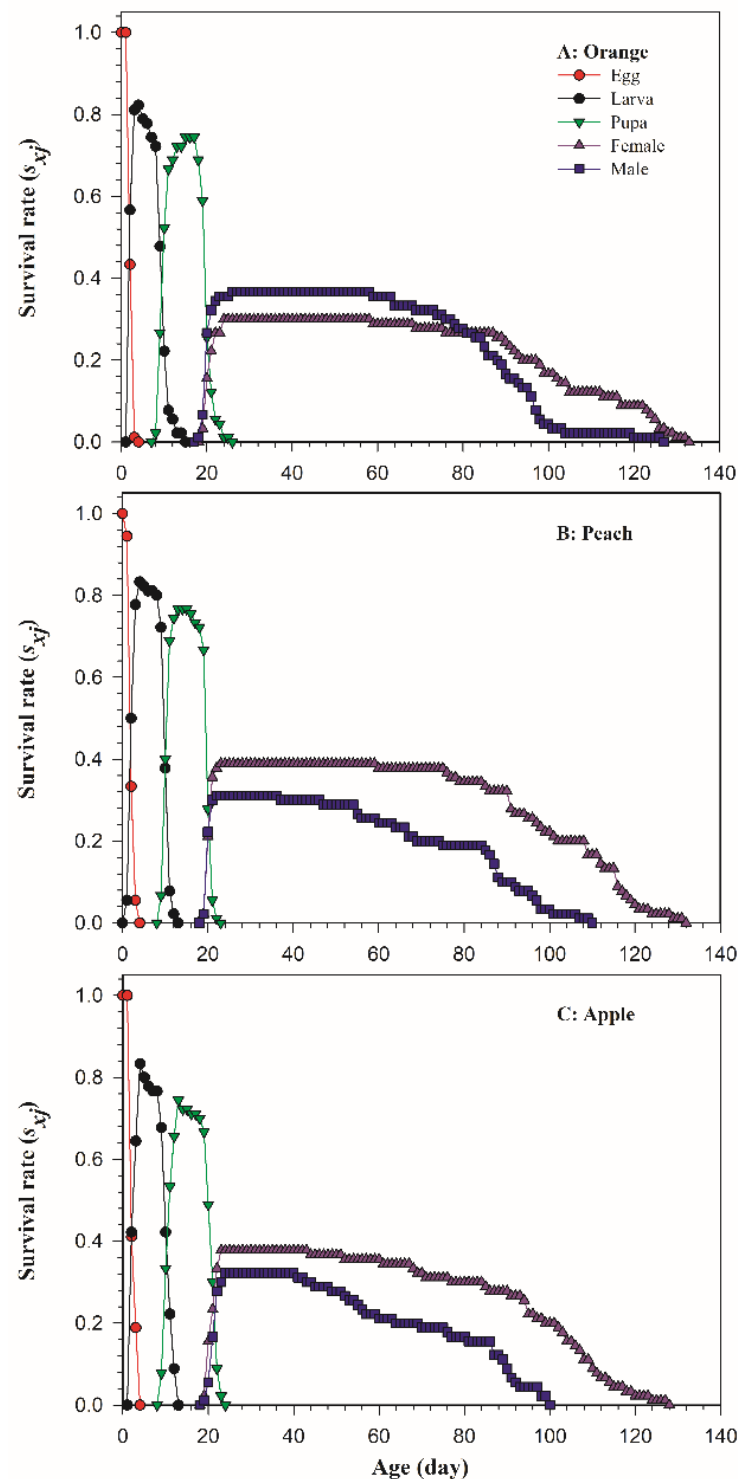 A: Orange
Egg
Larva
Pupa
Female
Male
Survival rate (sxj)
1.0
0.8
0.6
0.4
0.2
0.0
0 20 40 60 80 100 120 140
B: Peach
Survival rate (sxj)
1.0
0.8
0.6
0.4
0.2
0.0
0 20 40 60 80 100 120 140
C: Apple
Survival rate (sxj)
1.0
0.8
0.6
0.4
0.2
0.0
0 20 40 60 80 100 120 140
Age (day)